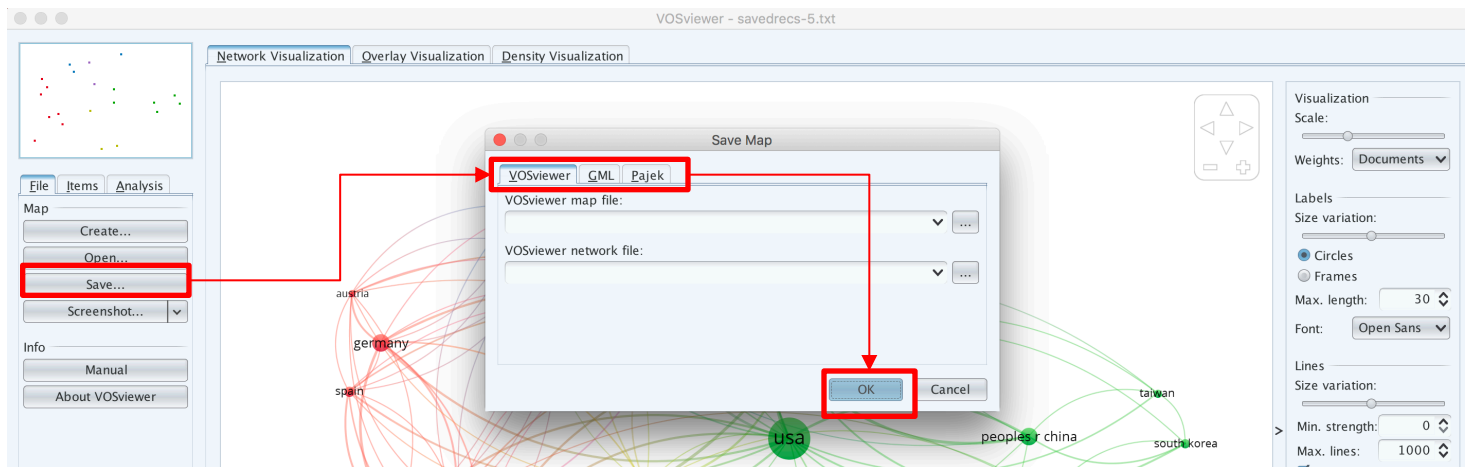 VOSviewer - savedrecs-5.txt
Network Visualization Overlay Visualization Density Visualization
File Items Analysis
Map
Create...
Open...
Save...
Screenshot...
Info
Manual
About VOSviewer
Save Map
VOSviewer GML Pajek
VOSviewer map file:
...
VOSviewer network file:
...
OK Cancel
austria
germany
spain
usa
peoples r china
taiwan
south korea
>
Visualization
Scale:
Weights: Documents
Labels
Size variation:
Circles
Frames
Max. length: 30
Font: Open Sans
Lines
Size variation:
Min. strength: 0
Max. lines: 1000